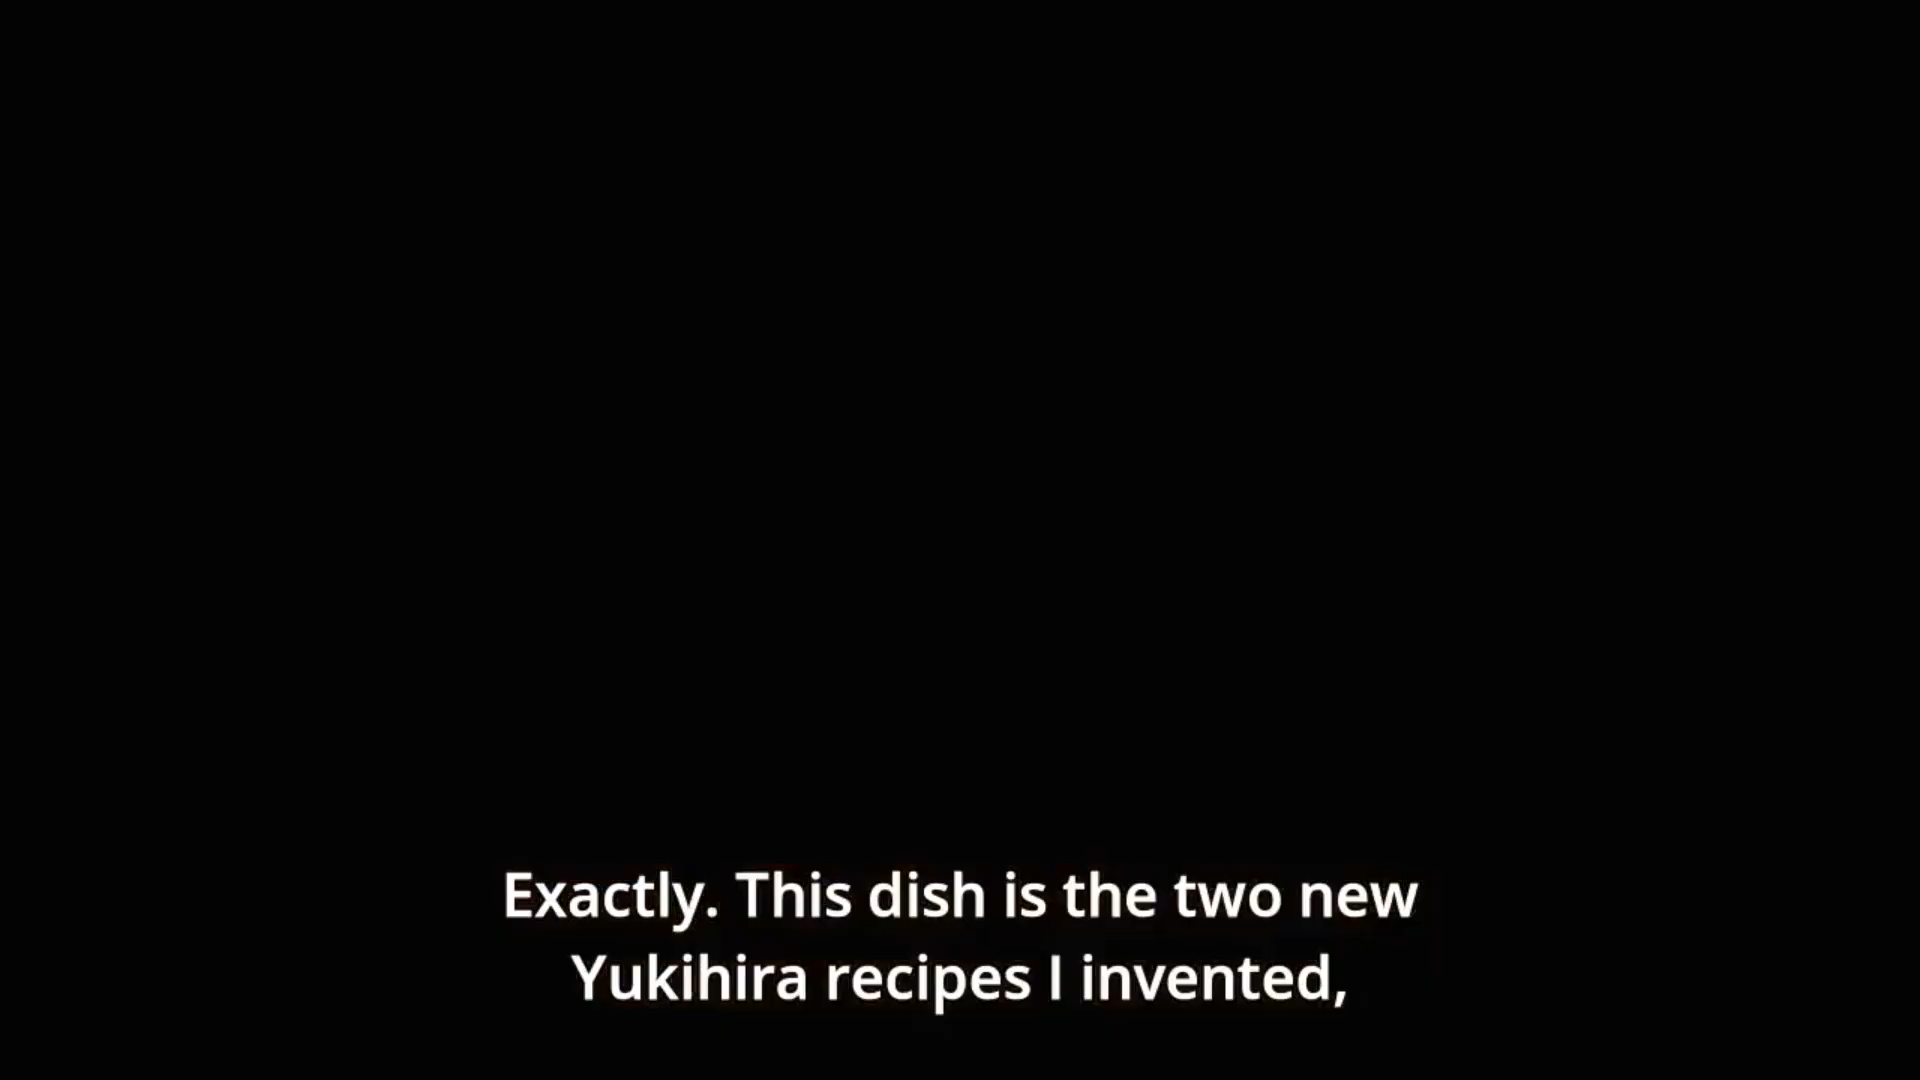 Exactly. This dish is the two new
Yukihira recipes I invented,